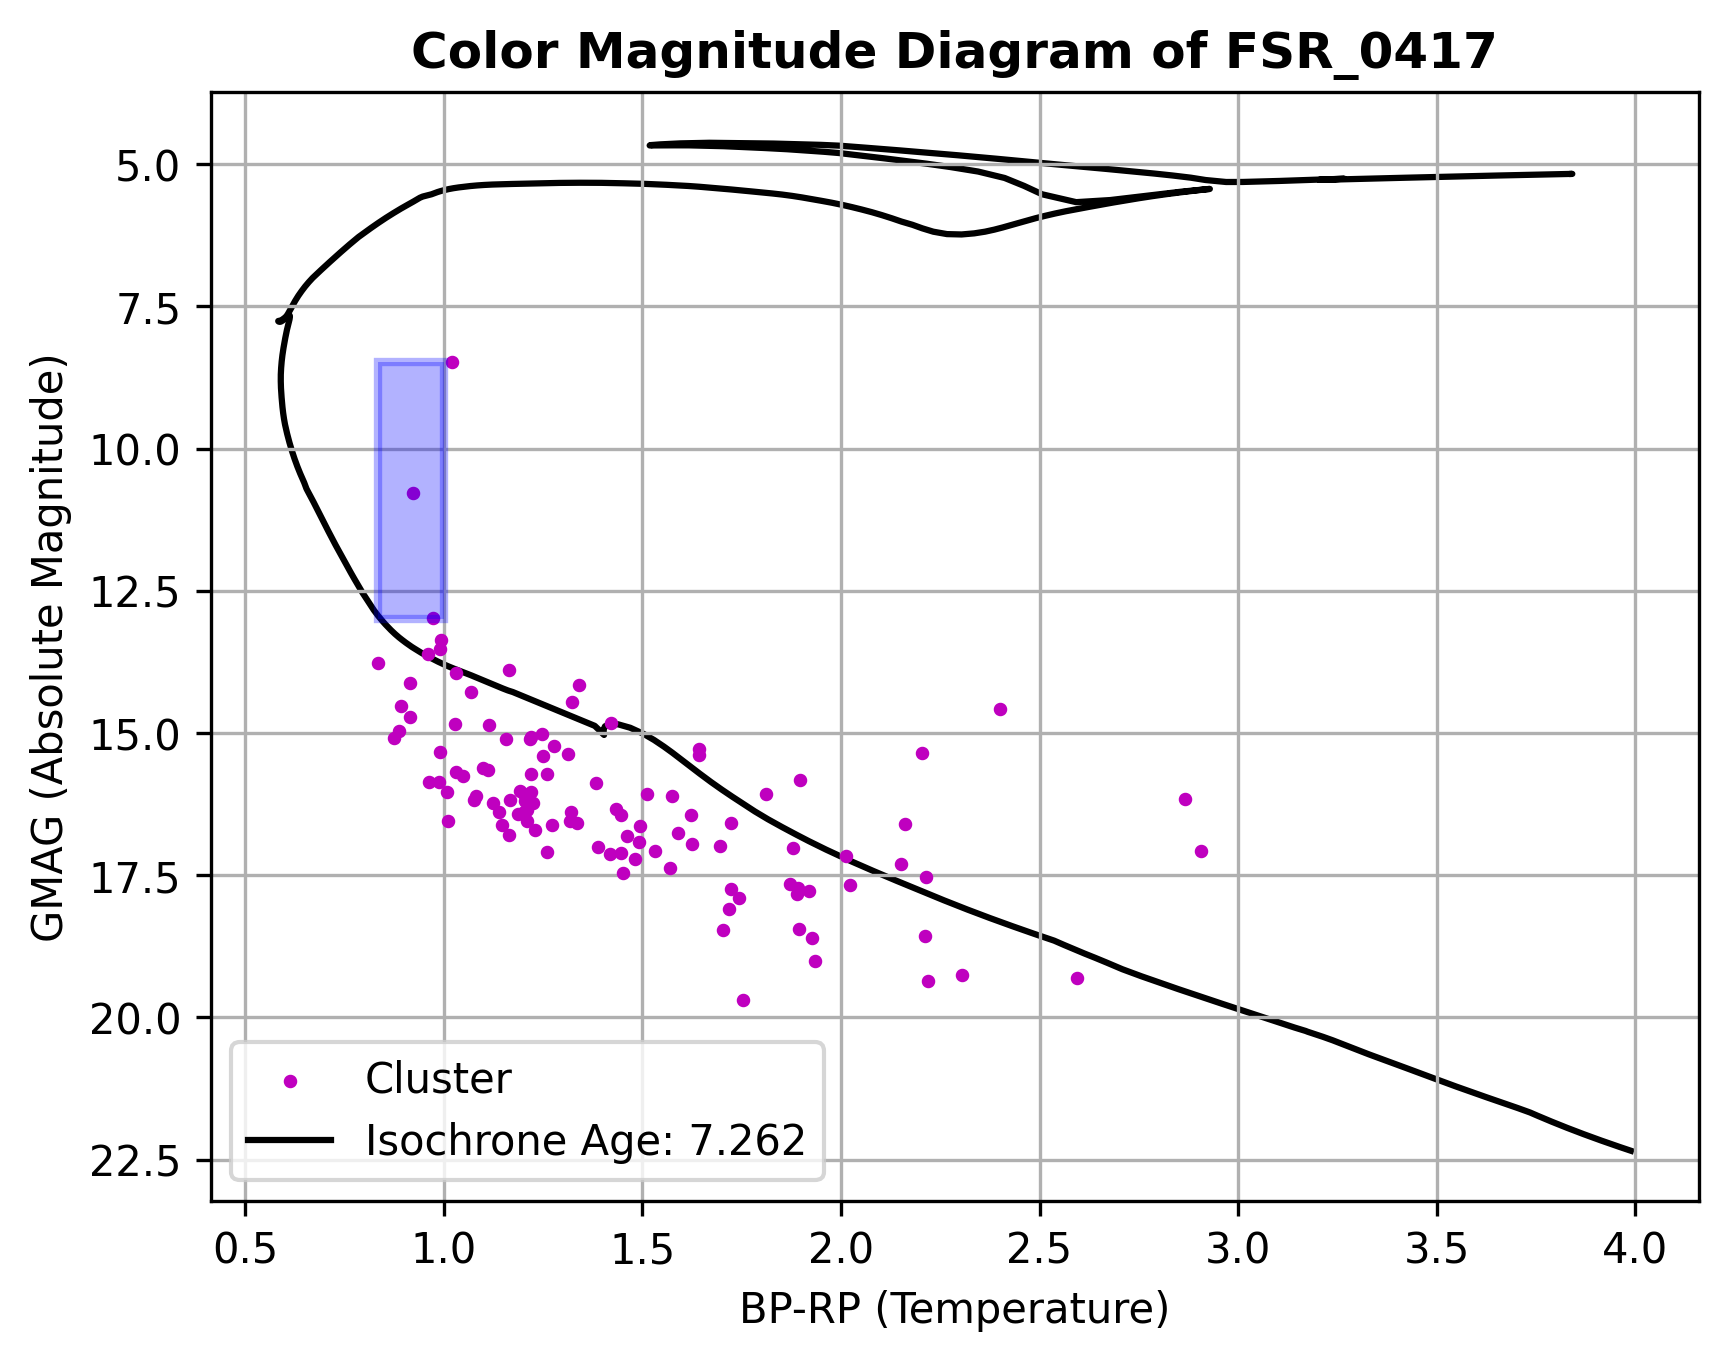 Color Magnitude Diagram of FSR_0417
GMAG (Absolute Magnitude)
5.0
7.5
10.0
12.5
15.0
17.5
20.0
22.5
Cluster
Isochrone Age: 7.262
0.5 1.0 1.5 2.0 2.5 3.0 3.5 4.0
BP-RP (Temperature)